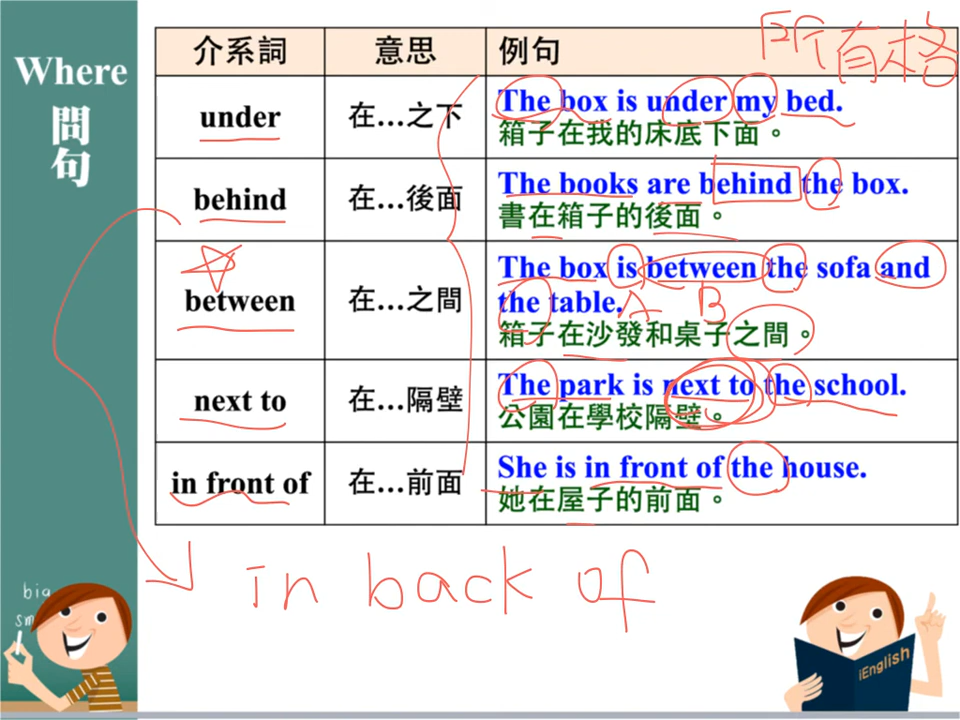 Where
問
句
介系詞 意思 例句
所有格
under 在…之下 The box is under my bed.
箱子在我的床底下面。
behind 在…後面 The books are behind the box.
書在箱子的後面。
between 在…之間 The box is between the sofa and
the table.
A B
箱子在沙發和桌子之間。
next to 在…隔壁 The park is next to the school.
公園在學校隔壁。
in front of 在…前面 She is in front of the house.
她在屋子的前面。
in back of
big
iEnglish